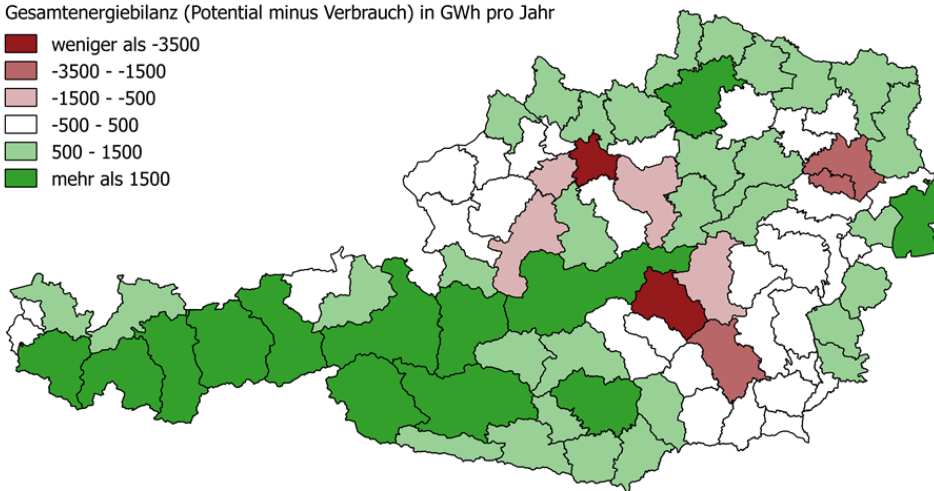 Gesamtenergiebilanz (Potential minus Verbrauch) in GWh pro Jahr
weniger als -3500
-3500 - -1500
-1500 - -500
-500 - 500
500 - 1500
mehr als 1500